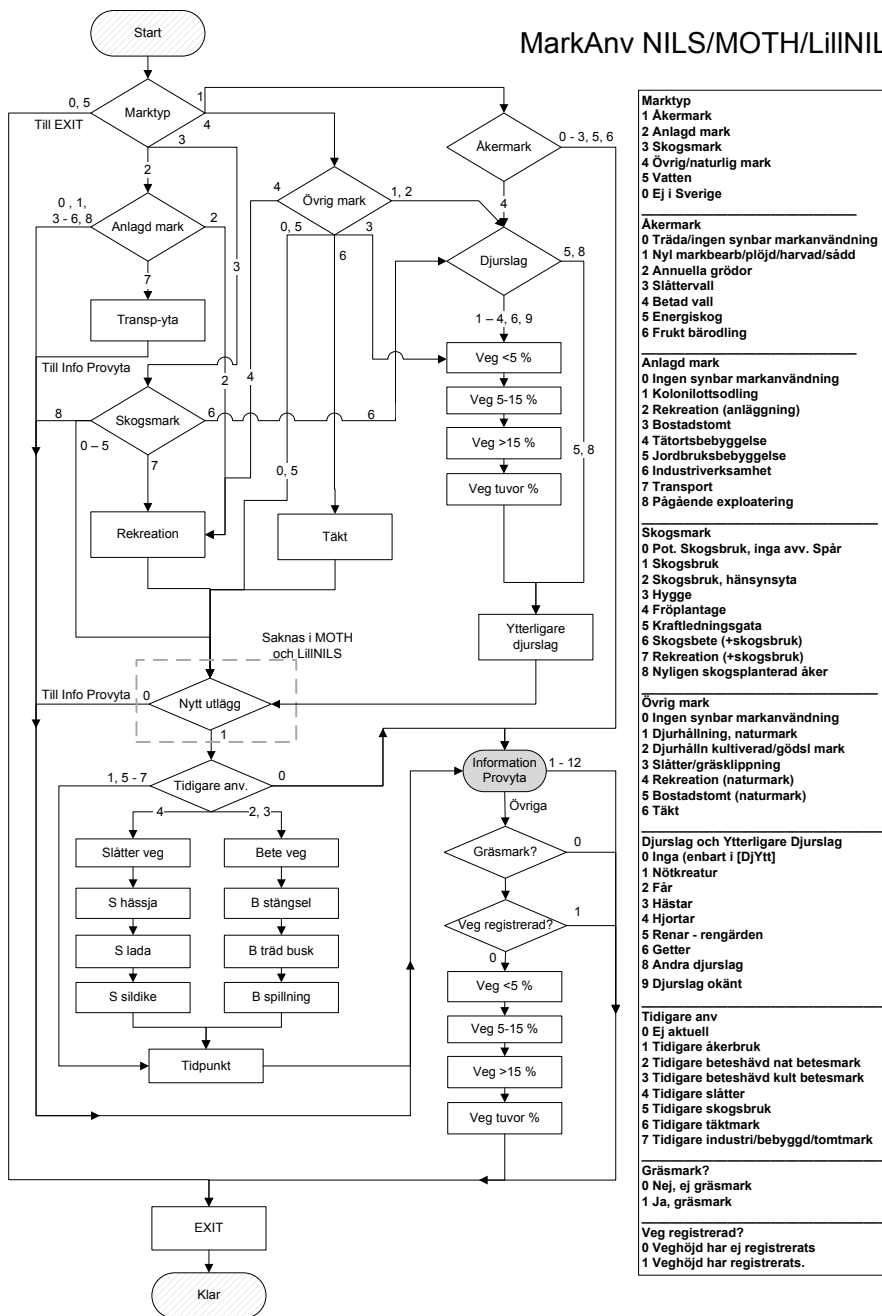 MarkAnv NILS/MOTH/LillNIL
Start
0, 5
1
Marktyp
4
Till EXIT
3
2
Åkermark
0 - 3, 5, 6
4
0 , 1,
3 - 6, 8
Anlagd mark
2
7
4
Övrig mark
1, 2
0, 5
3
6
Djurslag
5, 8
3
Transp-yta
1 – 4, 6, 9
Veg <5 %
Till Info Provyta
2
4
Veg 5-15 %
8
Skogsmark
6
6
0 – 5
Veg >15 %
5, 8
7
0, 5
Veg tuvor %
Rekreation
Täkt
Saknas i MOTH
och LillNILS
Ytterligare
djurslag
Till Info Provyta
0
Nytt utlägg
1
1, 5 - 7
Tidigare anv.
0
Information
Provyta
1 - 12
Övriga
4
2, 3
Slåtter veg
Bete veg
Gräsmark?
0
S hässja
B stängsel
Veg registrerad?
1
0
S lada
B träd busk
Veg <5 %
S sildike
B spillning
Veg 5-15 %
Tidpunkt
Veg >15 %
Veg tuvor %
EXIT
Klar
Marktyp
1 Åkermark
2 Anlagd mark
3 Skogsmark
4 Övrig/naturlig mark
5 Vatten
0 Ej i Sverige
Åkermark
0 Träda/ingen synbar markanvändning
1 Nyl markbearb/plöjd/harvad/sådd
2 Annuella grödor
3 Slåttervall
4 Betad vall
5 Energiskog
6 Frukt bärodling
Anlagd mark
0 Ingen synbar markanvändning
1 Kolonilottsodling
2 Rekreation (anläggning)
3 Bostadstomt
4 Tätortsbebyggelse
5 Jordbruksbebyggelse
6 Industriverksamhet
7 Transport
8 Pågående exploatering
Skogsmark
0 Pot. Skogsbruk, inga avv. Spår
1 Skogsbruk
2 Skogsbruk, hänsynsyta
3 Hygge
4 Fröplantage
5 Kraftledningsgata
6 Skogsbete (+skogsbruk)
7 Rekreation (+skogsbruk)
8 Nyligen skogsplanterad åker
Övrig mark
0 Ingen synbar markanvändning
1 Djurhållning, naturmark
2 Djurhålln kultiverad/gödsl mark
3 Slåtter/gräsklippning
4 Rekreation (naturmark)
5 Bostadstomt (naturmark)
6 Täkt
Djurslag och Ytterligare Djurslag
0 Inga (enbart i [DjYtt]
1 Nötkreatur
2 Får
3 Hästar
4 Hjortar
5 Renar - rengärden
6 Getter
8 Andra djurslag
9 Djurslag okänt
Tidigare anv
0 Ej aktuell
1 Tidigare åkerbruk
2 Tidigare beteshävd nat betesmark
3 Tidigare beteshävd kult betesmark
4 Tidigare slåtter
5 Tidigare skogsbruk
6 Tidigare täktmark
7 Tidigare industri/bebyggd/tomtmark
Gräsmark?
0 Nej, ej gräsmark
1 Ja, gräsmark
Veg registrerad?
0 Veghöjd har ej registrerats
1 Veghöjd har registrerats.